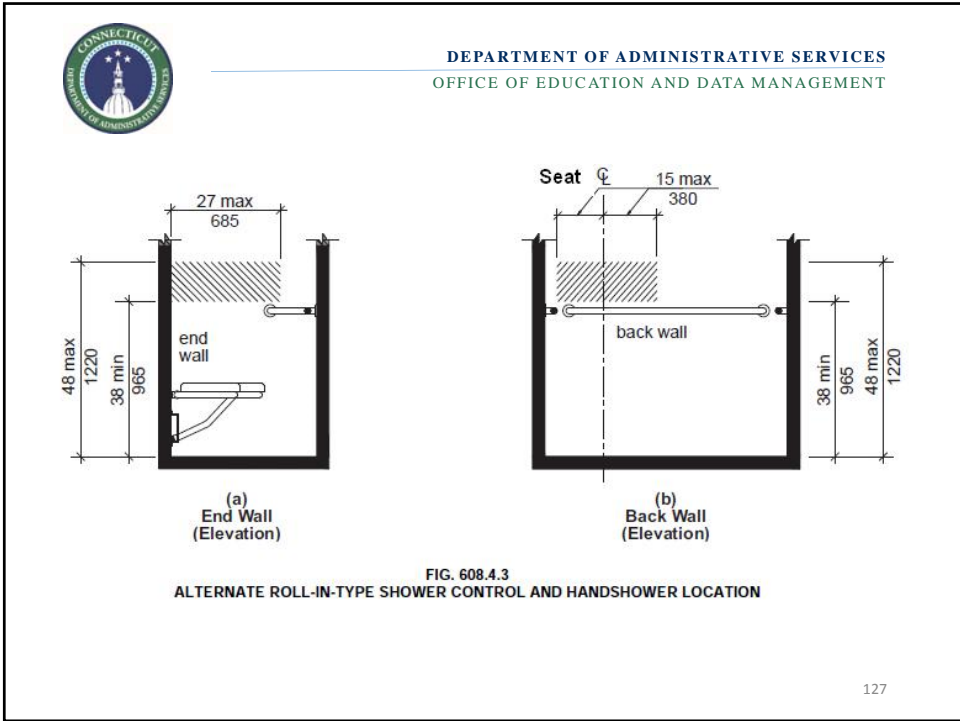 CONNECTICUT
DEPARTMENT OF ADMINISTRATIVE SERVICES
DEPARTMENT OF ADMINISTRATIVE SERVICES
OFFICE OF EDUCATION AND DATA MANAGEMENT
27 max
685
48 max
1220
38 min
965
end
wall
(a)
End Wall
(Elevation)
Seat ℄
15 max
380
back wall
38 min
965
48 max
1220
(b)
Back Wall
(Elevation)
FIG. 608.4.3
ALTERNATE ROLL-IN-TYPE SHOWER CONTROL AND HANDSHOWER LOCATION
127